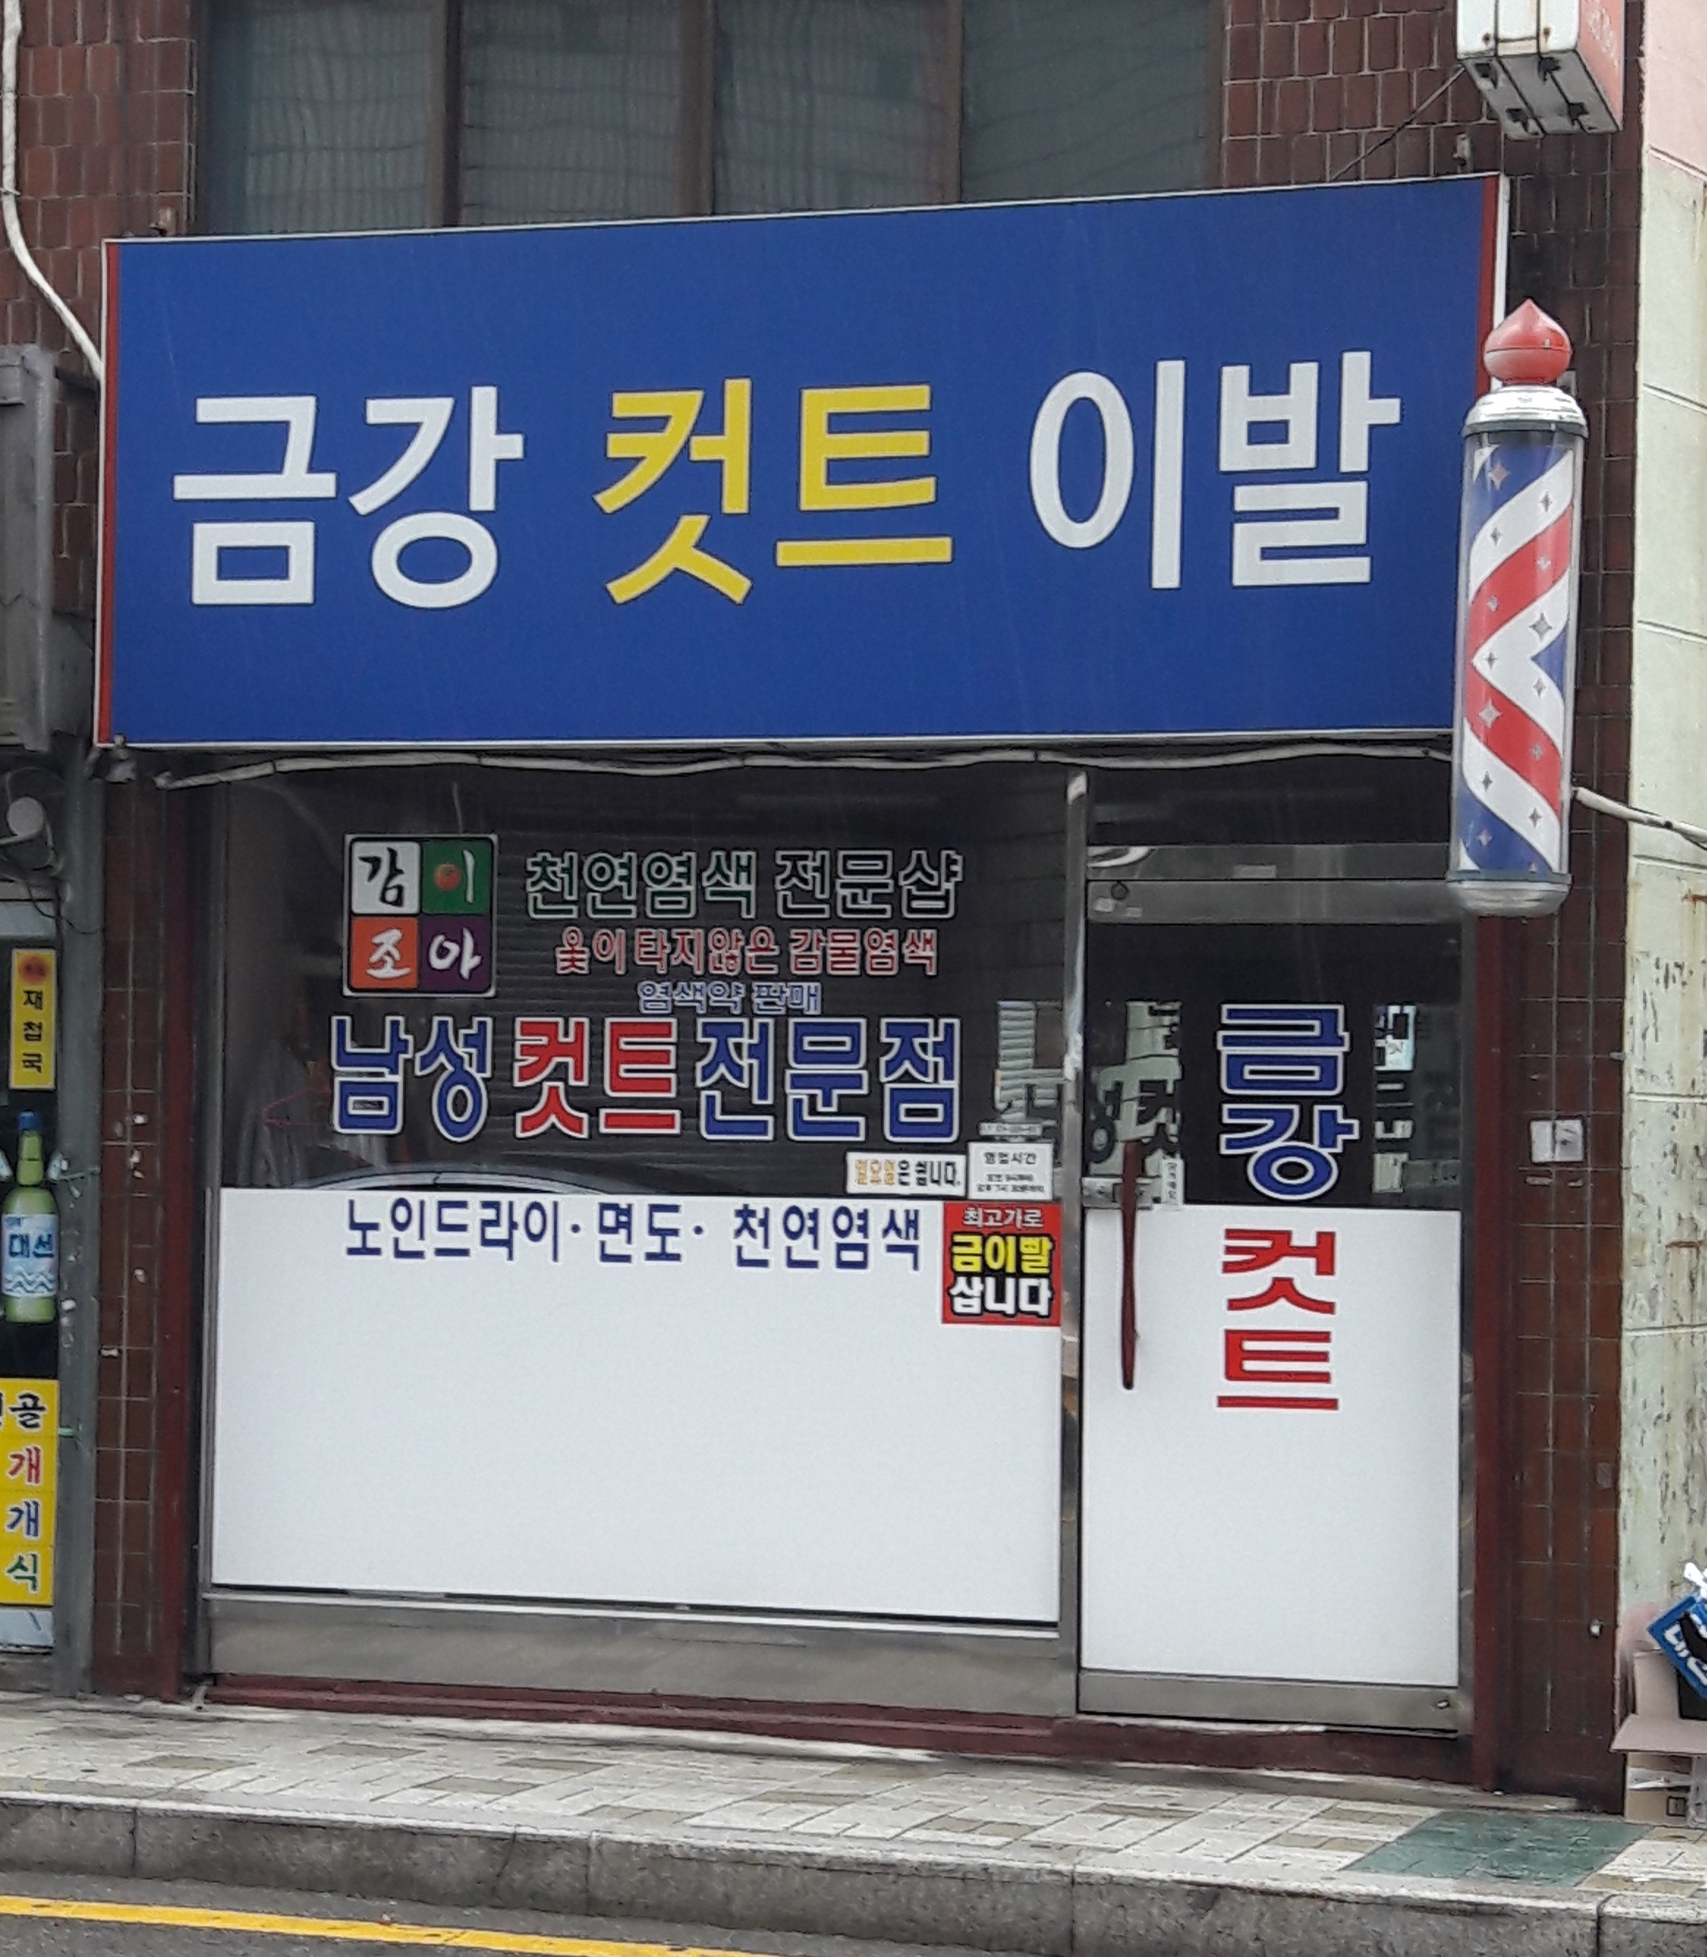 금강 컷트 이발
감이
조아
천연염색 전문샵
옻이타지않은 감물염색
염색약 판매
남성 컷트 전문점
일요일은 쉽니다.
영업시간
노인드라이·면도· 천연염색
최고가로
금이빨
삽니다
금
강
컷
트
재
첩
국
대선
골
개
개
식